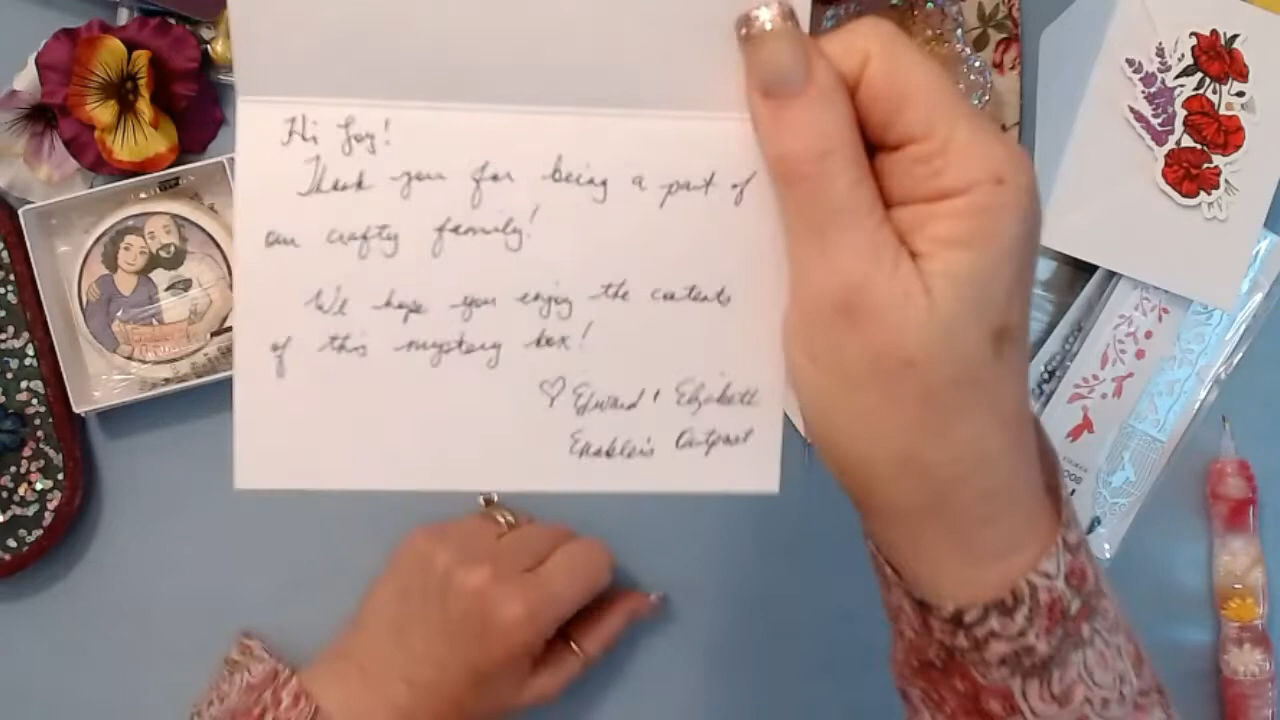 Hi Joy!
Thank you for being a part of
our crafty family!
We hope you enjoy the contents
of this mystery box!
♡ Edward & Elizabeth
Enabler's Outpost